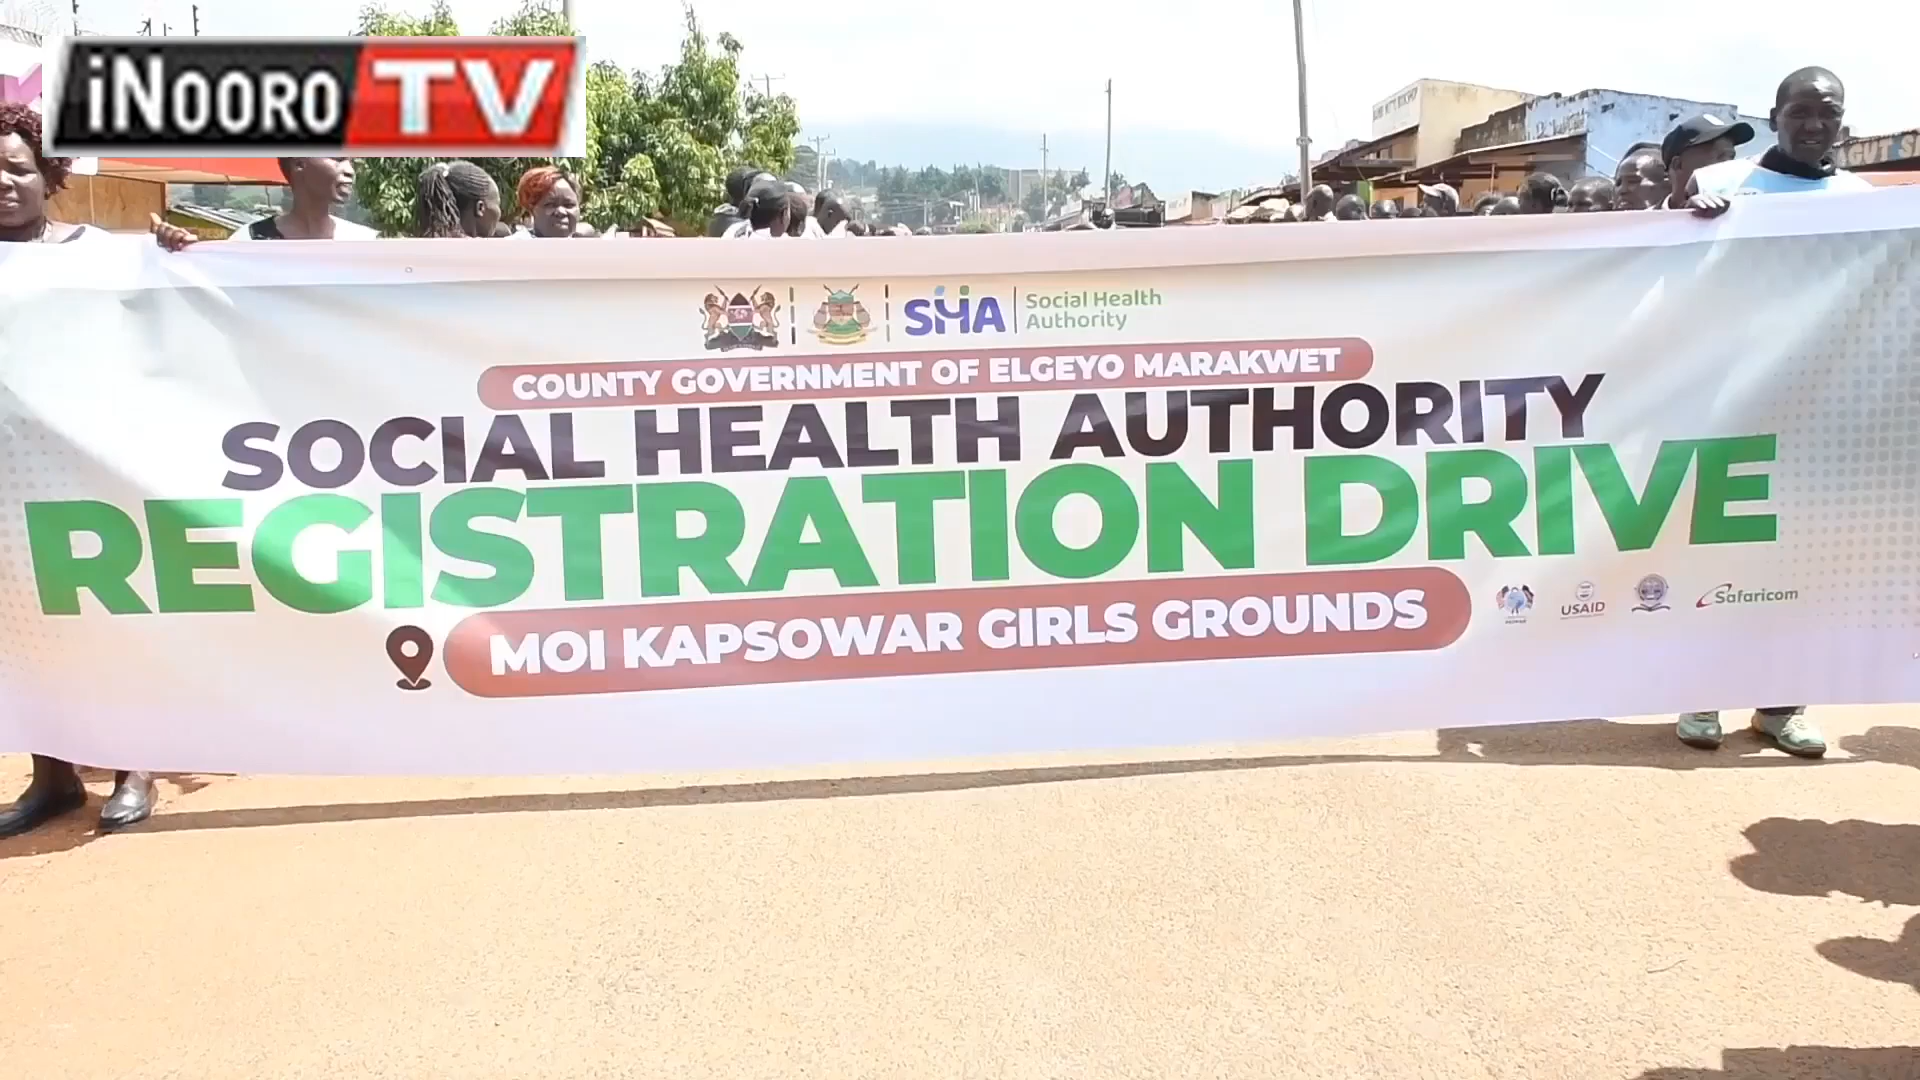 iNOORO TV
SHA Social Health
Authority
COUNTY GOVERNMENT OF ELGEYO MARAKWET
SOCIAL HEALTH AUTHORITY
REGISTRATION DRIVE
MOI KAPSOWAR GIRLS GROUNDS
USAID
Safaricom